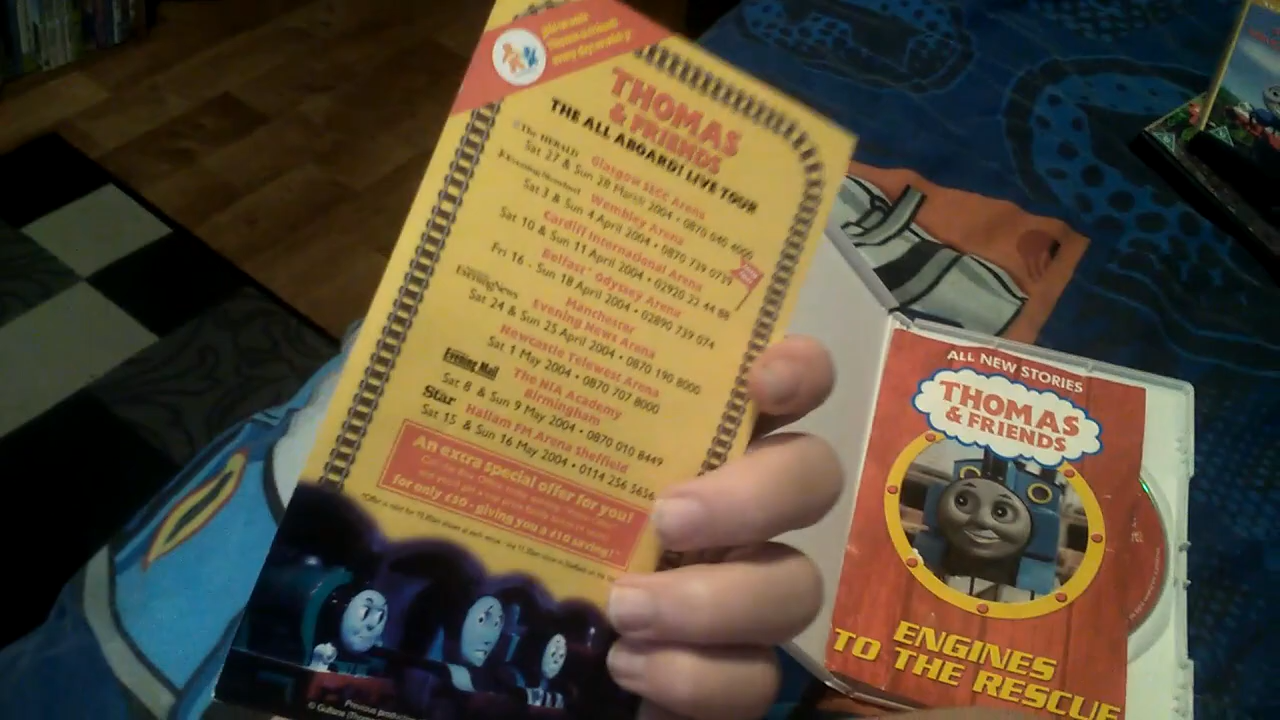 THOMAS
& FRIENDS
THE ALL ABOARD! LIVE TOUR
The HERALD Glasgow SECC Arena
Sat 27 & Sun 28 March 2004 • 0870 040 4000
Wembley Arena
Sat 3 & Sun 4 April 2004 • 0870 739 0739
Cardiff International Arena
Sat 10 & Sun 11 April 2004 • 02920 22 44 88
Belfast Odyssey Arena
Fri 16 - Sun 18 April 2004 • 02890 739 074
Manchester
Evening News Arena
Sat 24 & Sun 25 April 2004 • 0870 190 8000
Newcastle Telewest Arena
Sat 1 May 2004 • 0870 707 8000
Evening Mail The NIA Academy
Birmingham
Sat 8 & Sun 9 May 2004 • 0870 010 8449
Star Hallam FM Arena Sheffield
Sat 15 & Sun 16 May 2004 • 0114 256 5656
An extra special offer for you!
for only £30 - giving you a £10 saving!*
Previous
© Gullane
ALL NEW STORIES
THOMAS
& FRIENDS
ENGINES
TO THE RESCUE